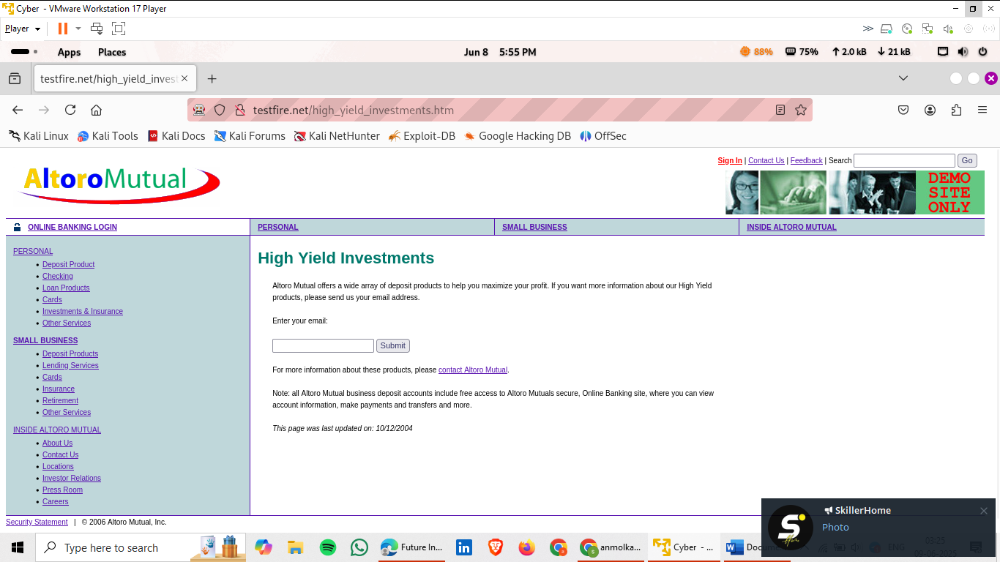 Cyber - VMware Workstation 17 Player
Player
Apps Places Jun 8 5:55 PM 88% 75% 2.0 kB 21 kB
testfire.net/high_yield_invest
testfire.net/high_yield_investments.htm
Kali Linux Kali Tools Kali Docs Kali Forums Kali NetHunter Exploit-DB Google Hacking DB OffSec
Sign In | Contact Us | Feedback | Search Go
AltoroMutual
DEMO
SITE
ONLY
ONLINE BANKING LOGIN PERSONAL SMALL BUSINESS INSIDE ALTORO MUTUAL
PERSONAL
Deposit Product
Checking
Loan Products
Cards
Investments & Insurance
Other Services
SMALL BUSINESS
Deposit Products
Lending Services
Cards
Insurance
Retirement
Other Services
INSIDE ALTORO MUTUAL
About Us
Contact Us
Locations
Investor Relations
Press Room
Careers
High Yield Investments
Altoro Mutual offers a wide array of deposit products to help you maximize your profit. If you want more information about our High Yield
products, please send us your email address.
Enter your email:
Submit
For more information about these products, please contact Altoro Mutual.
Note: all Altoro Mutual business deposit accounts include free access to Altoro Mutuals secure, Online Banking site, where you can view
account information, make payments and transfers and more.
This page was last updated on: 10/12/2004
Security Statement | © 2006 Altoro Mutual, Inc.
SkillerHome
Photo
Type here to search
Future In...
anmolka...
Cyber - ...
Docum
ENG
03:25
09-06-2025